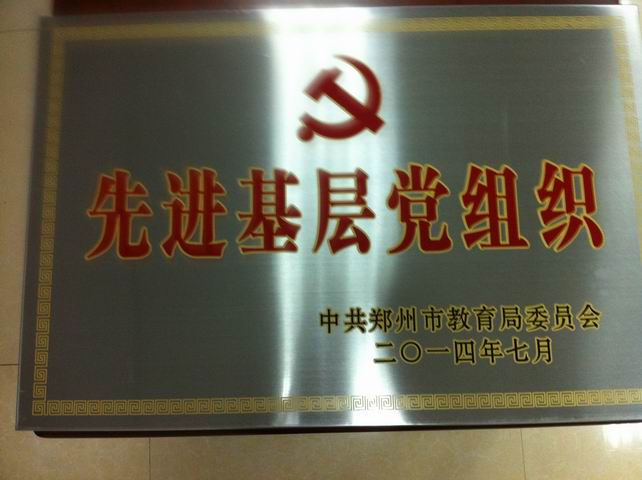 先进基层党组织
中共郑州市教育局委员会
二〇一四年七月